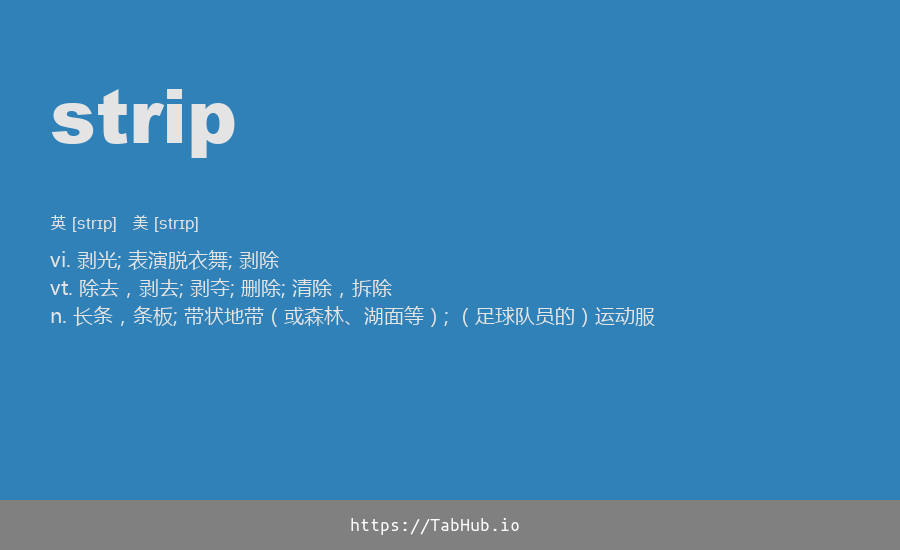 strip
英 [strɪp] 美 [strɪp]
vi. 剥光; 表演脱衣舞; 剥除
vt. 除去，剥去; 剥夺; 删除; 清除，拆除
n. 长条，条板; 带状地带（或森林、湖面等）; （足球队员的）运动服
https://TabHub.io